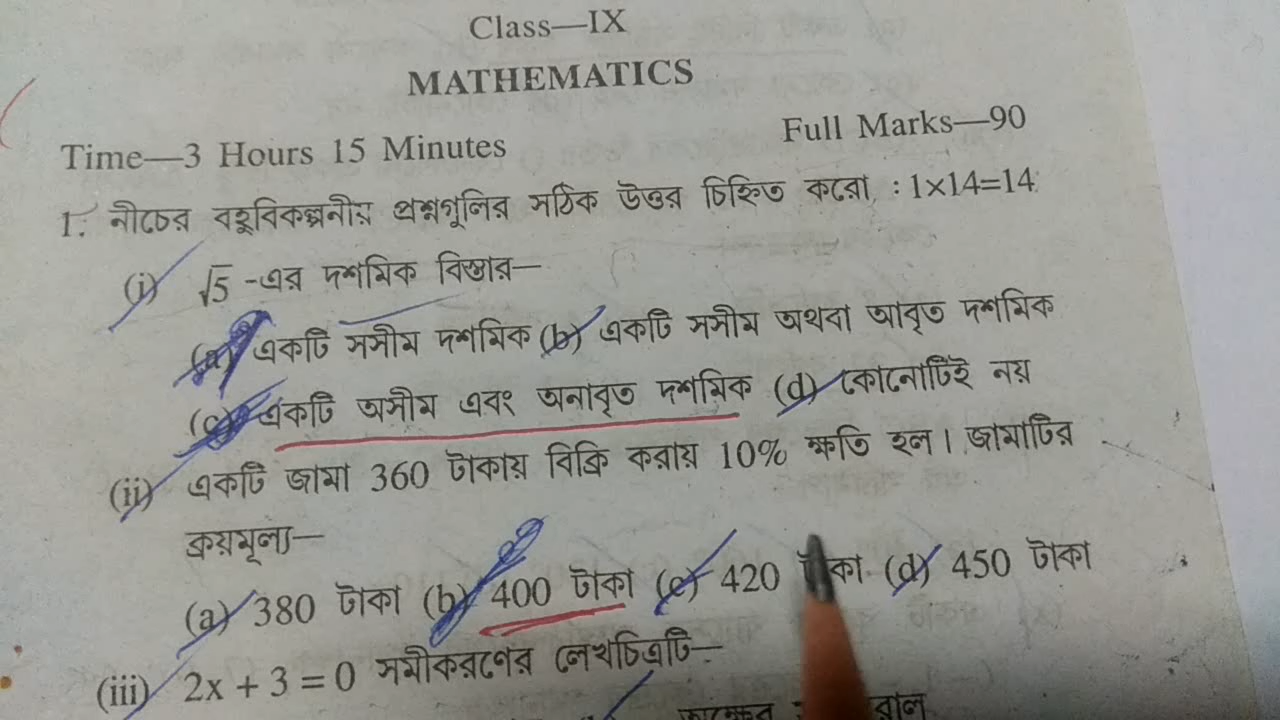 Class—IX
MATHEMATICS
Time—3 Hours 15 Minutes Full Marks—90
1. নীচের বহুবিকল্পনীয় প্রশ্নগুলির সঠিক উত্তর চিহ্নিত করো : 1×14=14
(i) √5 -এর দশমিক বিস্তার—
(a) একটি সসীম দশমিক (b) একটি সসীম অথবা আবৃত দশমিক
(c) একটি অসীম এবং অনাবৃত দশমিক (d) কোনোটিই নয়
(ii) একটি জামা 360 টাকায় বিক্রি করায় 10% ক্ষতি হল। জামাটির
ক্রয়মূল্য—
(a) 380 টাকা (b) 400 টাকা (c) 420 টাকা (d) 450 টাকা
(iii) 2x + 3 = 0 সমীকরণের লেখচিত্রটি—